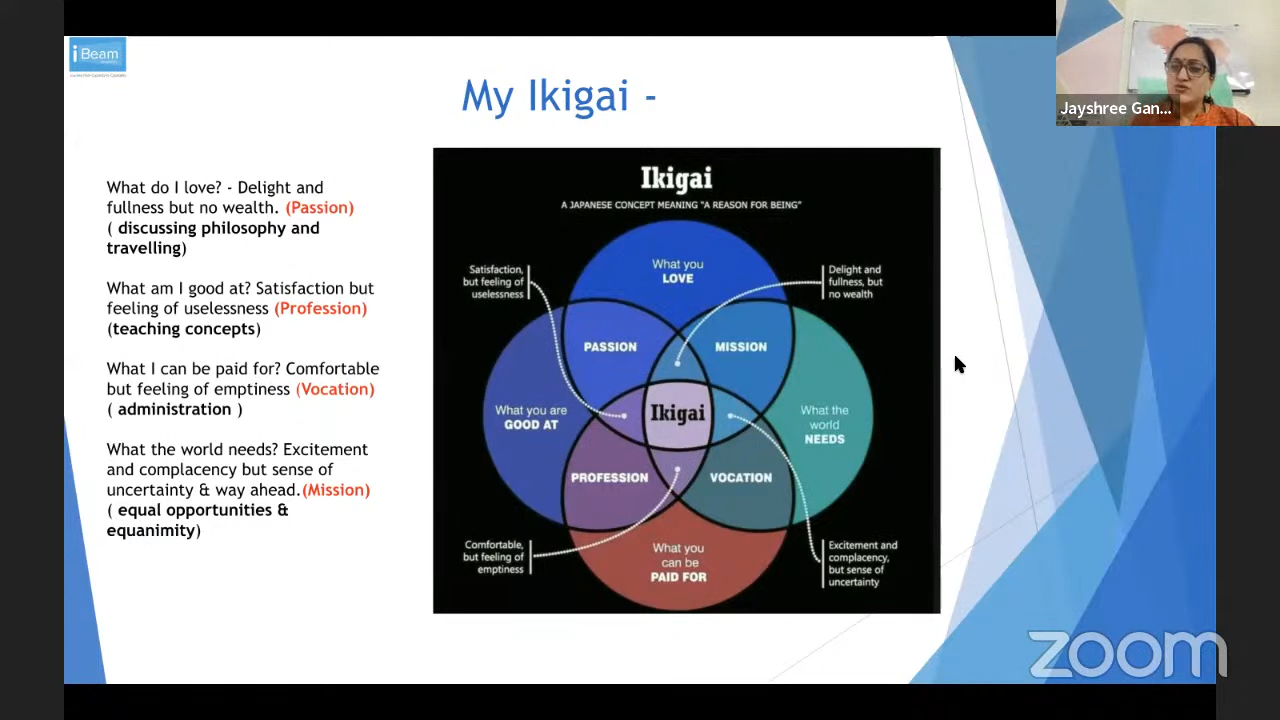 i Beam
My Ikigai -
Jayshree Gan...
What do I love? - Delight and
fullness but no wealth. (Passion)
( discussing philosophy and
travelling)
What am I good at? Satisfaction but
feeling of uselessness (Profession)
(teaching concepts)
What I can be paid for? Comfortable
but feeling of emptiness (Vocation)
( administration )
What the world needs? Excitement
and complacency but sense of
uncertainty & way ahead.(Mission)
( equal opportunities &
equanimity)
Ikigai
A JAPANESE CONCEPT MEANING "A REASON FOR BEING"
What you
LOVE
Satisfaction,
but feeling of
uselessness
Delight and
fullness, but
no wealth
PASSION
MISSION
What you are
GOOD AT
Ikigai
What the
world
NEEDS
PROFESSION
VOCATION
Comfortable,
but feeling of
emptiness
What you
can be
PAID FOR
Excitement and
complacency,
but sense of
uncertainty
zoom